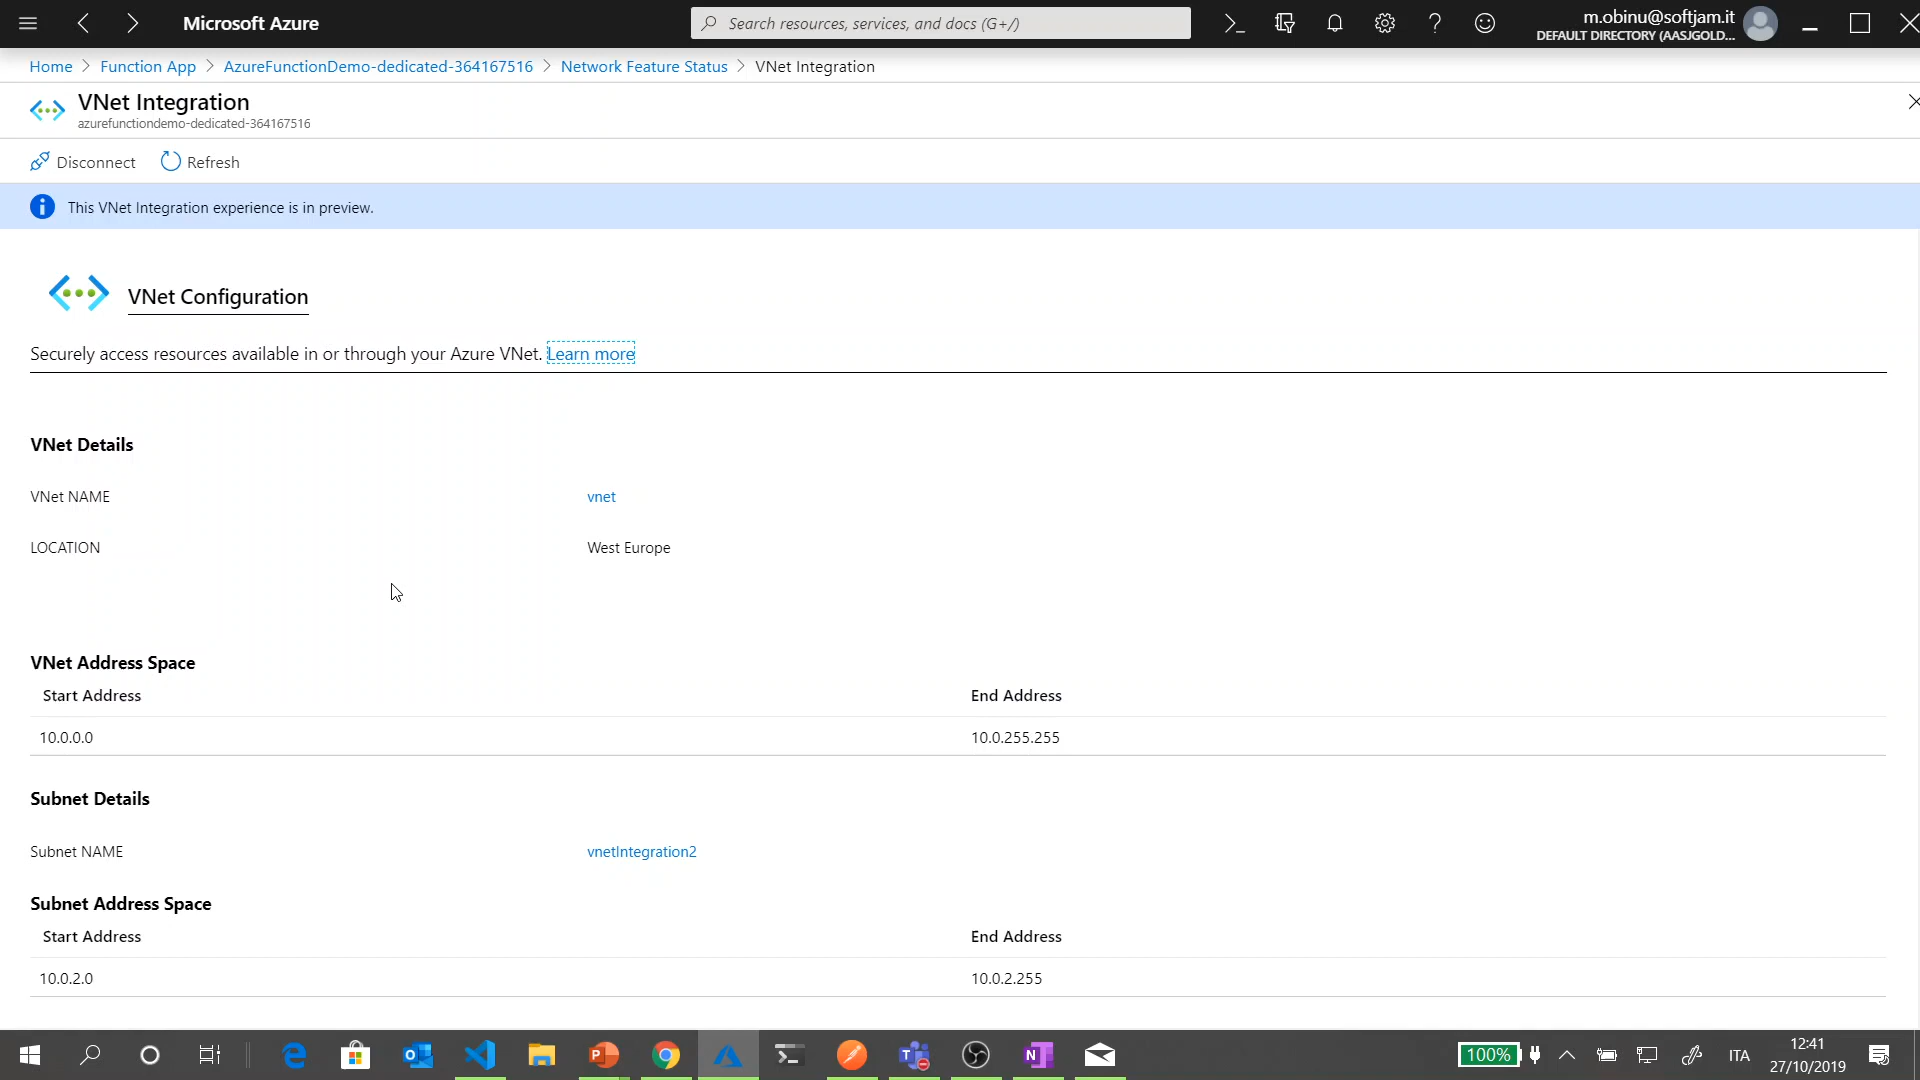 Microsoft Azure
Search resources, services, and docs (G+/)
m.obinu@softjam.it
DEFAULT DIRECTORY (AASJGOLD...
Home > Function App > AzureFunctionDemo-dedicated-364167516 > Network Feature Status > VNet Integration
VNet Integration
azurefunctiondemo-dedicated-364167516
Disconnect Refresh
This VNet Integration experience is in preview.
VNet Configuration
Securely access resources available in or through your Azure VNet. Learn more
VNet Details
VNet NAME vnet
LOCATION West Europe
VNet Address Space
Start Address End Address
10.0.0.0 10.0.255.255
Subnet Details
Subnet NAME vnetIntegration2
Subnet Address Space
Start Address End Address
10.0.2.0 10.0.2.255
100% ITA 12:41
27/10/2019